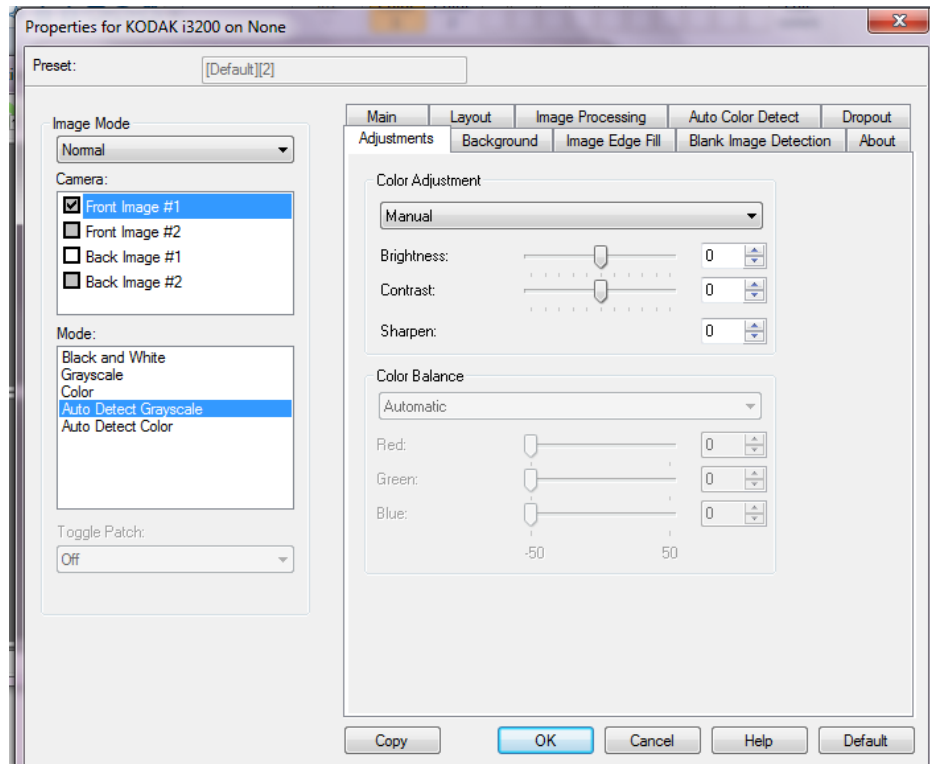 Properties for KODAK i3200 on None
Preset:
[Default][2]
Image Mode
Normal
Camera:
Front Image #1
Front Image #2
Back Image #1
Back Image #2
Mode:
Black and White
Grayscale
Color
Auto Detect Grayscale
Auto Detect Color
Toggle Patch:
Off
Main Layout Image Processing Auto Color Detect Dropout
Adjustments Background Image Edge Fill Blank Image Detection About
Color Adjustment
Manual
Brightness: 0
Contrast: 0
Sharpen: 0
Color Balance
Automatic
Red: 0
Green: 0
Blue: 0
-50 50
Copy OK Cancel Help Default